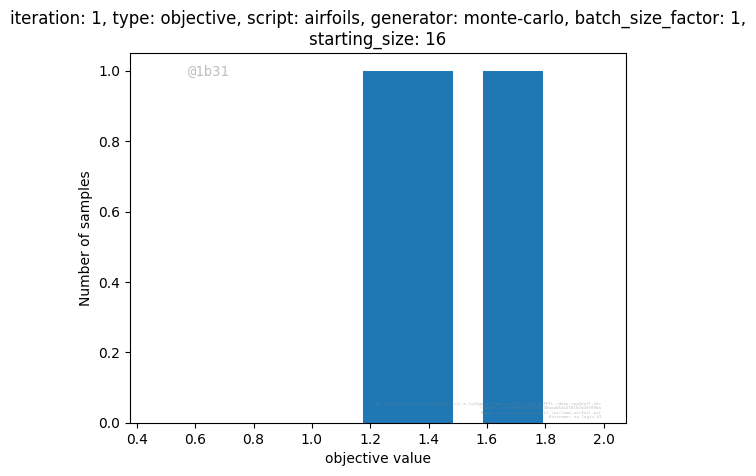 iteration: 1, type: objective, script: airfoils, generator: monte-carlo, batch_size_factor: 1,
starting_size: 16
@1b31
1.0
0.8
0.6
0.4
0.2
0.0
Number of samples
0.4 0.6 0.8 1.0 1.2 1.4 1.6 1.8 2.0
objective value